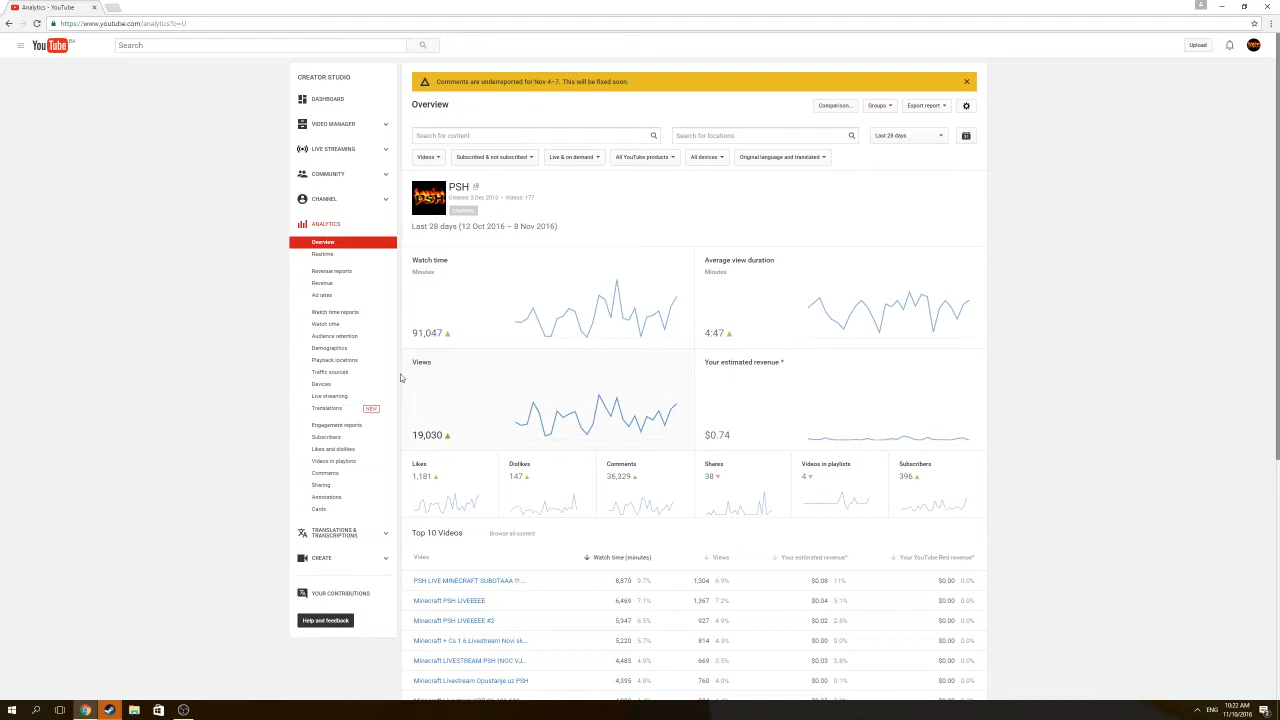 Analytics - YouTube
https://www.youtube.com/analytics?o=U
YouTube BA
Search
Upload
CREATOR STUDIO
DASHBOARD
VIDEO MANAGER
LIVE STREAMING
COMMUNITY
CHANNEL
ANALYTICS
Overview
Realtime
Revenue reports
Revenue
Ad rates
Watch time reports
Watch time
Audience retention
Demographics
Playback locations
Traffic sources
Devices
Live streaming
Translations NEW
Engagement reports
Subscribers
Likes and dislikes
Videos in playlists
Comments
Sharing
Annotations
Cards
TRANSLATIONS &
TRANSCRIPTIONS
CREATE
YOUR CONTRIBUTIONS
Help and feedback
Comments are underreported for Nov 4–7. This will be fixed soon.
Overview
Comparison... Groups Export report
Search for content Search for locations Last 28 days
Videos Subscribed & not subscribed Live & on demand All YouTube products All devices Original language and translated
PSH
PSH
Created: 3 Dec 2013 • Videos: 177
CHANNEL
Last 28 days (12 Oct 2016 – 8 Nov 2016)
Watch time
Minutes
91,047
Average view duration
Minutes
4:47
Views
19,030
Your estimated revenue *
$0.74
Likes
1,181
Dislikes
147
Comments
36,329
Shares
38
Videos in playlists
4
Subscribers
396
Top 10 Videos Browse all content
Video Watch time (minutes) Views Your estimated revenue* Your YouTube Red revenue*
PSH LIVE MINECRAFT SUBOTAAA !!! ... 8,870 9.7% 1,304 6.9% $0.08 11% $0.00 0.0%
Minecraft PSH LIVEEEEE 6,469 7.1% 1,367 7.2% $0.04 5.1% $0.00 0.0%
Minecraft PSH LIVEEEE #2 5,947 6.5% 927 4.9% $0.02 2.8% $0.00 0.0%
Minecraft + Cs 1.6 Livestream Novi sk... 5,220 5.7% 814 4.3% $0.00 0.0% $0.00 0.0%
Minecraft LIVESTREAM PSH (NOC VJ... 4,483 4.9% 669 3.5% $0.03 3.8% $0.00 0.0%
Minecraft Livestream Opustanje uz PSH 4,395 4.8% 760 4.0% $0.00 0.1% $0.00 0.0%
ENG 10:22 AM
11/10/2016